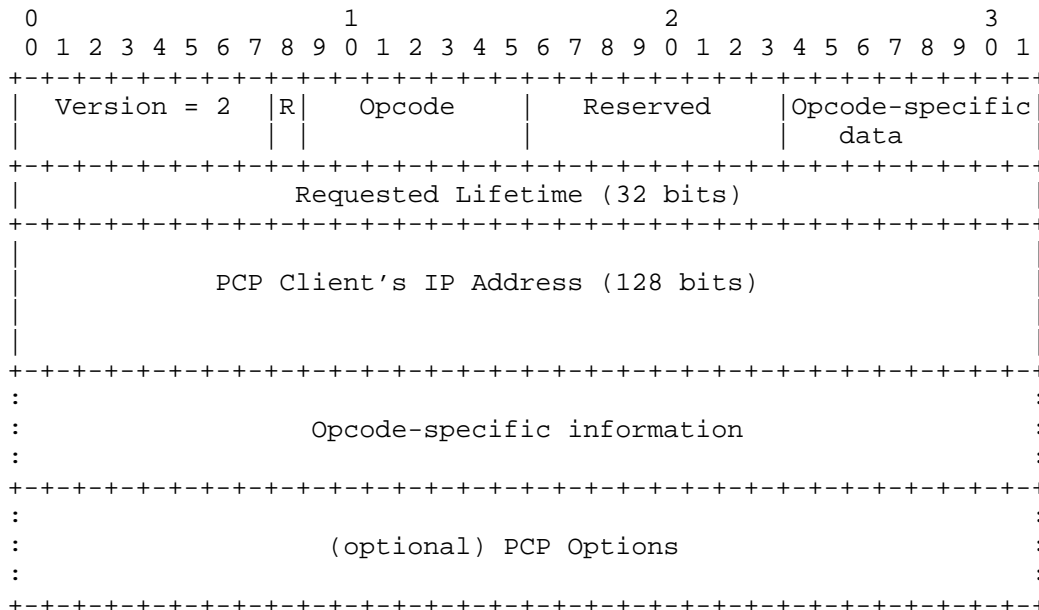 0                   1                   2                   3
 0 1 2 3 4 5 6 7 8 9 0 1 2 3 4 5 6 7 8 9 0 1 2 3 4 5 6 7 8 9 0 1
+-+-+-+-+-+-+-+-+-+-+-+-+-+-+-+-+-+-+-+-+-+-+-+-+-+-+-+-+-+-+-+-+
|  Version = 2  |R|   Opcode    |   Reserved    |Opcode-specific|
|               | |             |               |   data        |
+-+-+-+-+-+-+-+-+-+-+-+-+-+-+-+-+-+-+-+-+-+-+-+-+-+-+-+-+-+-+-+-+
|                 Requested Lifetime (32 bits)                  |
+-+-+-+-+-+-+-+-+-+-+-+-+-+-+-+-+-+-+-+-+-+-+-+-+-+-+-+-+-+-+-+-+
|                                                               |
|            PCP Client’s IP Address (128 bits)                 |
|                                                               |
|                                                               |
+-+-+-+-+-+-+-+-+-+-+-+-+-+-+-+-+-+-+-+-+-+-+-+-+-+-+-+-+-+-+-+-+
:                                                               :
:                  Opcode-specific information                  :
:                                                               :
+-+-+-+-+-+-+-+-+-+-+-+-+-+-+-+-+-+-+-+-+-+-+-+-+-+-+-+-+-+-+-+-+
:                                                               :
:                   (optional) PCP Options                      :
:                                                               :
+-+-+-+-+-+-+-+-+-+-+-+-+-+-+-+-+-+-+-+-+-+-+-+-+-+-+-+-+-+-+-+-+